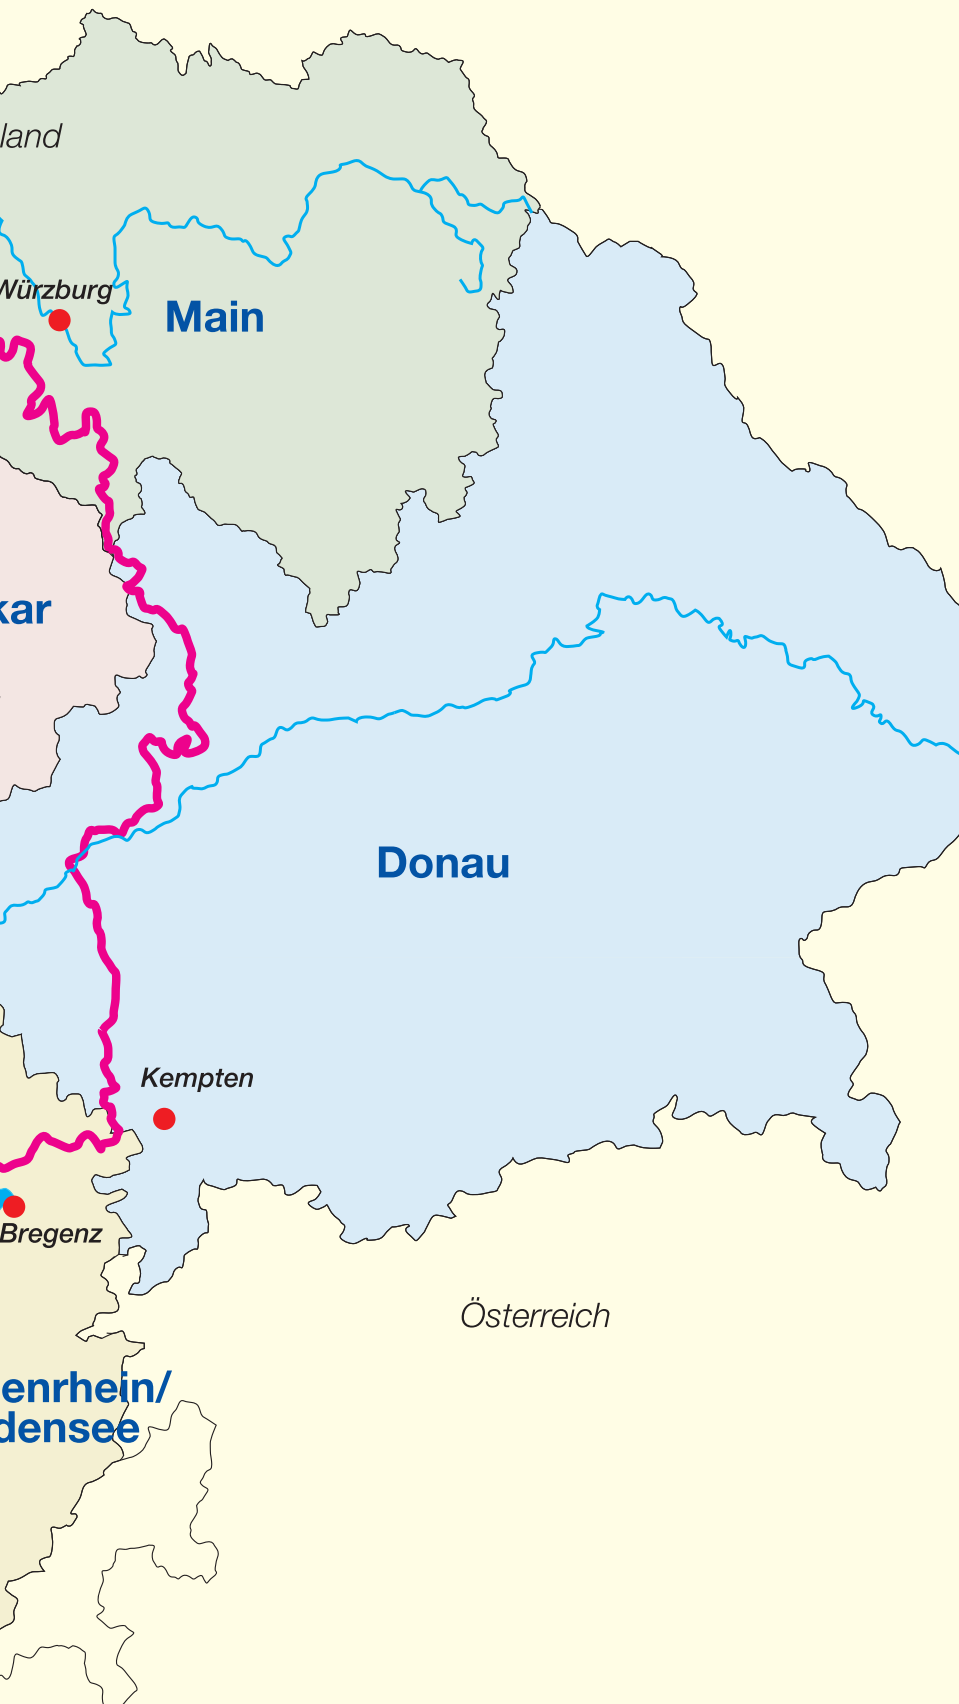 land
Würzburg
Main
kar
Donau
Kempten
Bregenz
Österreich
enrhein/
densee